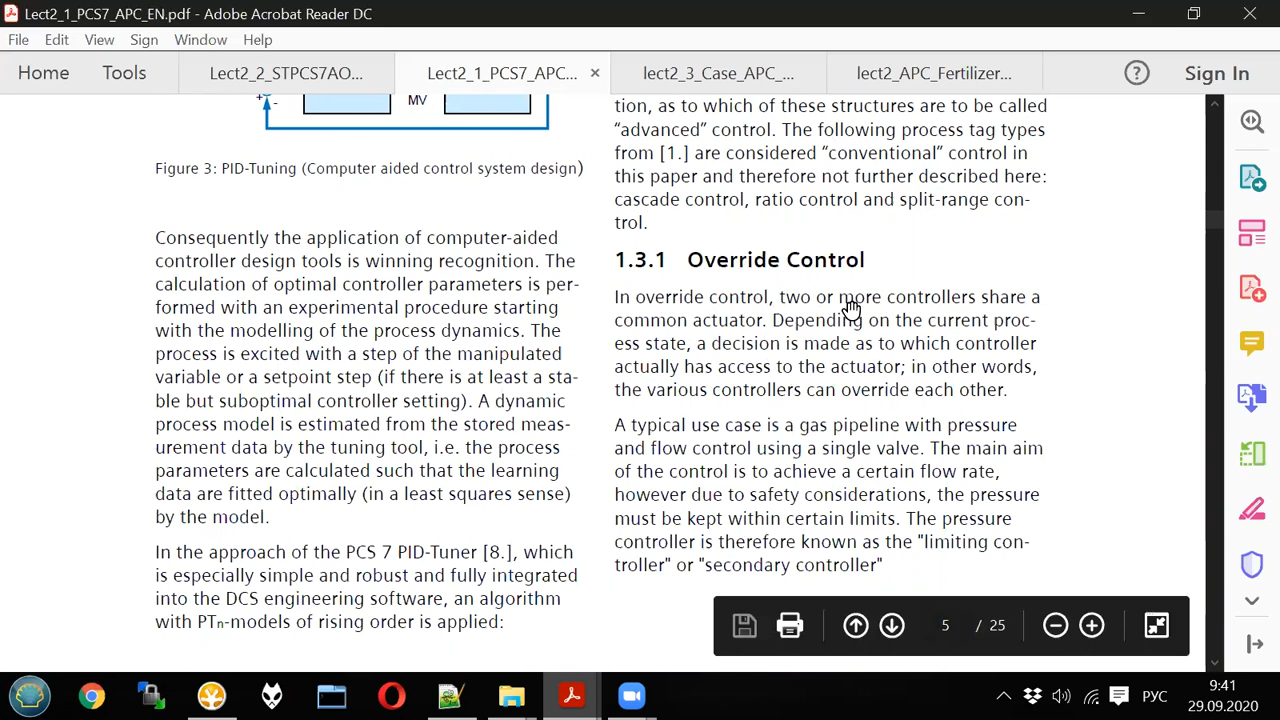 Lect2_1_PCS7_APC_EN.pdf - Adobe Acrobat Reader DC
File Edit View Sign Window Help
Home Tools Lect2_2_STPCS7AO... Lect2_1_PCS7_APC... × lect2_3_Case_APC_... lect2_APC_Fertilizer... ? Sign In
+
-
MV
Figure 3: PID-Tuning (Computer aided control system design)
Consequently the application of computer-aided
controller design tools is winning recognition. The
calculation of optimal controller parameters is per-
formed with an experimental procedure starting
with the modelling of the process dynamics. The
process is excited with a step of the manipulated
variable or a setpoint step (if there is at least a sta-
ble but suboptimal controller setting). A dynamic
process model is estimated from the stored meas-
urement data by the tuning tool, i.e. the process
parameters are calculated such that the learning
data are fitted optimally (in a least squares sense)
by the model.
In the approach of the PCS 7 PID-Tuner [8.], which
is especially simple and robust and fully integrated
into the DCS engineering software, an algorithm
with PTn-models of rising order is applied:
tion, as to which of these structures are to be called
“advanced” control. The following process tag types
from [1.] are considered “conventional” control in
this paper and therefore not further described here:
cascade control, ratio control and split-range con-
trol.
1.3.1 Override Control
In override control, two or more controllers share a
common actuator. Depending on the current proc-
ess state, a decision is made as to which controller
actually has access to the actuator; in other words,
the various controllers can override each other.
A typical use case is a gas pipeline with pressure
and flow control using a single valve. The main aim
of the control is to achieve a certain flow rate,
however due to safety considerations, the pressure
must be kept within certain limits. The pressure
controller is therefore known as the "limiting con-
troller" or "secondary controller"
5 / 25
РУС
9:41
29.09.2020